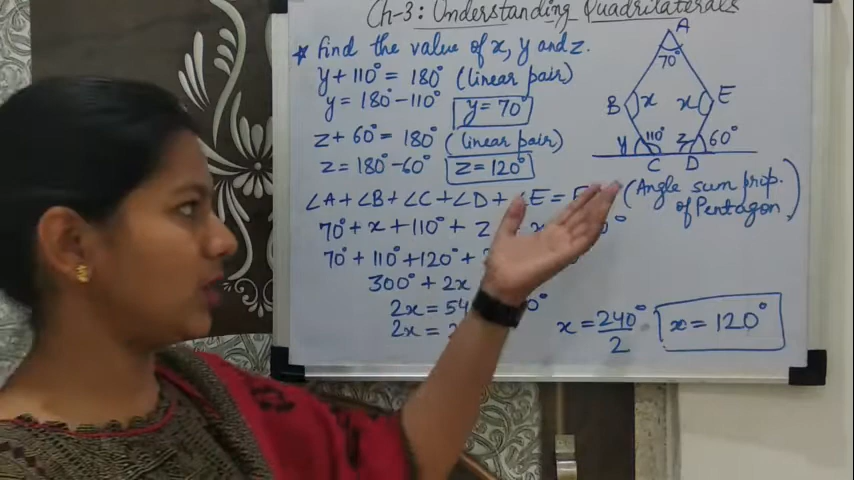 Ch-3: Understanding Quadrilaterals
* Find the value of x, y and z.
y + 110° = 180° (linear pair)
y = 180° - 110° y = 70°
z + 60° = 180° (linear pair)
z = 180° - 60° z = 120°
∠A + ∠B + ∠C + ∠D + ∠E = (Angle sum prop. of Pentagon)
70° + x + 110° + z
70° + 110° + 120° +
300° + 2x
2x = 54
2x = 2
x = 240°/2 x = 120°
A
70°
B x x E
y 110° z 60°
C D